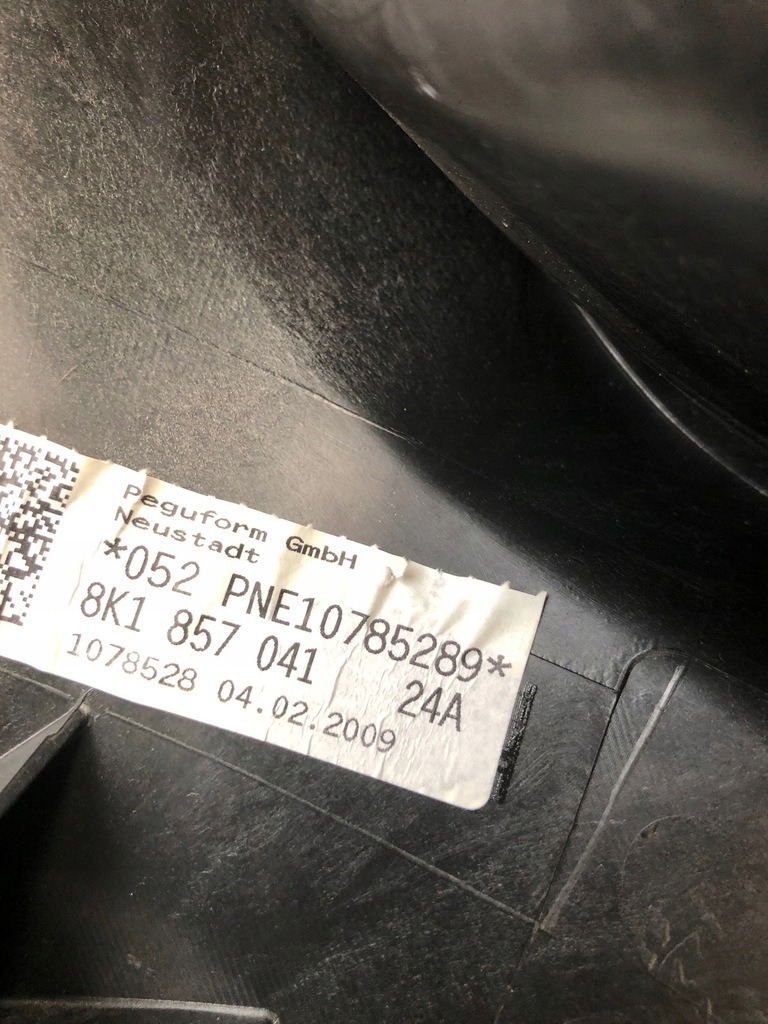 Peguform GmbH
Neustadt
*052 PNE10785289*
8K1 857 041 24A
1078528 04.02.2009